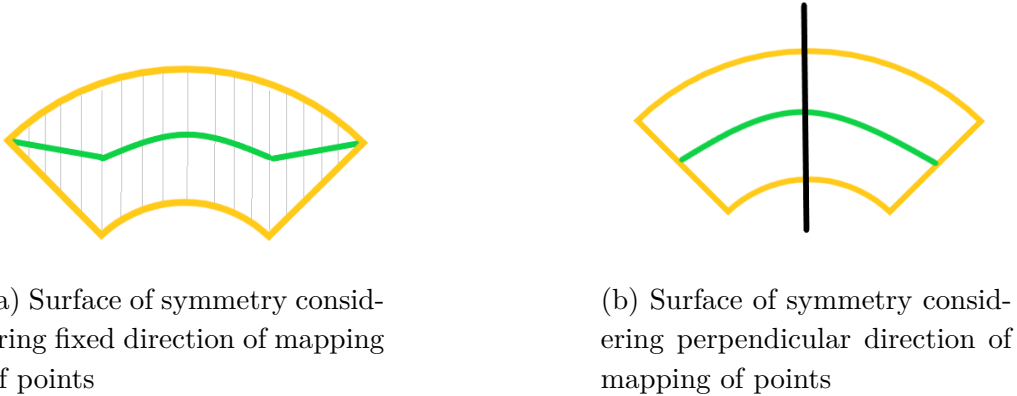 a) Surface of symmetry consid-
ring fixed direction of mapping
f points
(b) Surface of symmetry consid-
ering perpendicular direction of
mapping of points